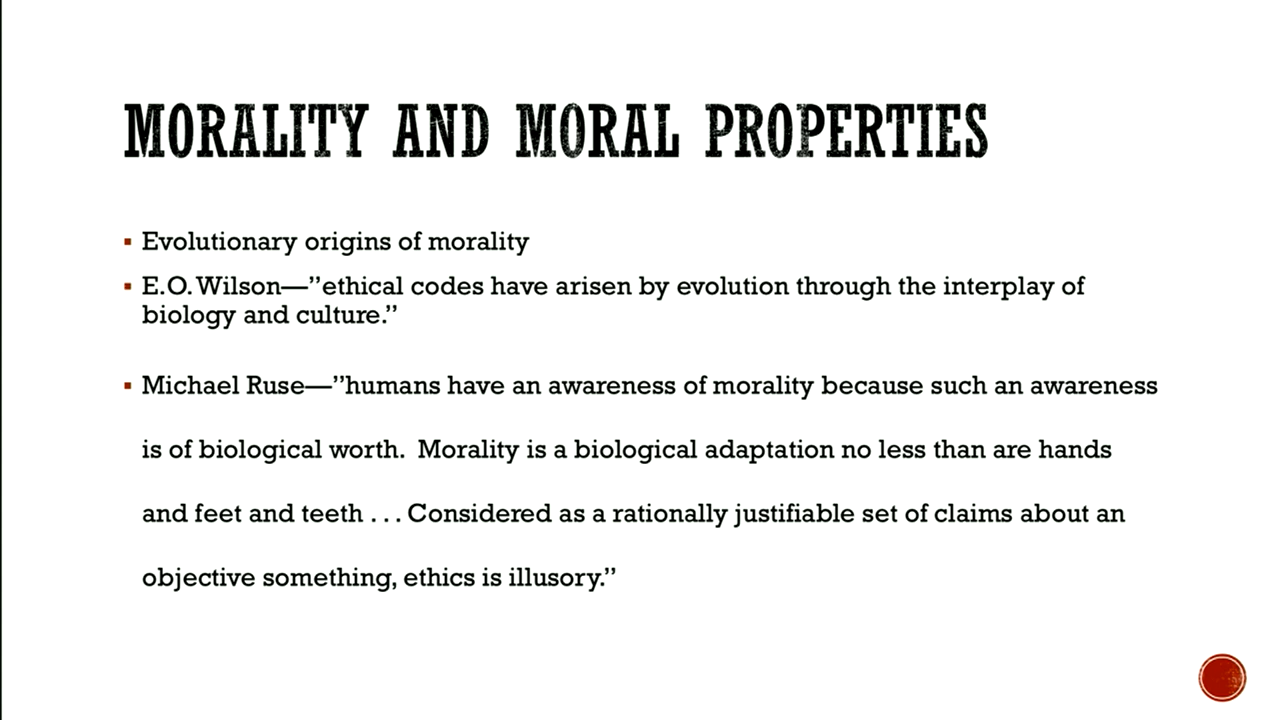 MORALITY AND MORAL PROPERTIES
▪ Evolutionary origins of morality
▪ E.O. Wilson—”ethical codes have arisen by evolution through the interplay of
biology and culture.”
▪ Michael Ruse—”humans have an awareness of morality because such an awareness
is of biological worth.  Morality is a biological adaptation no less than are hands
and feet and teeth . . . Considered as a rationally justifiable set of claims about an
objective something, ethics is illusory.”